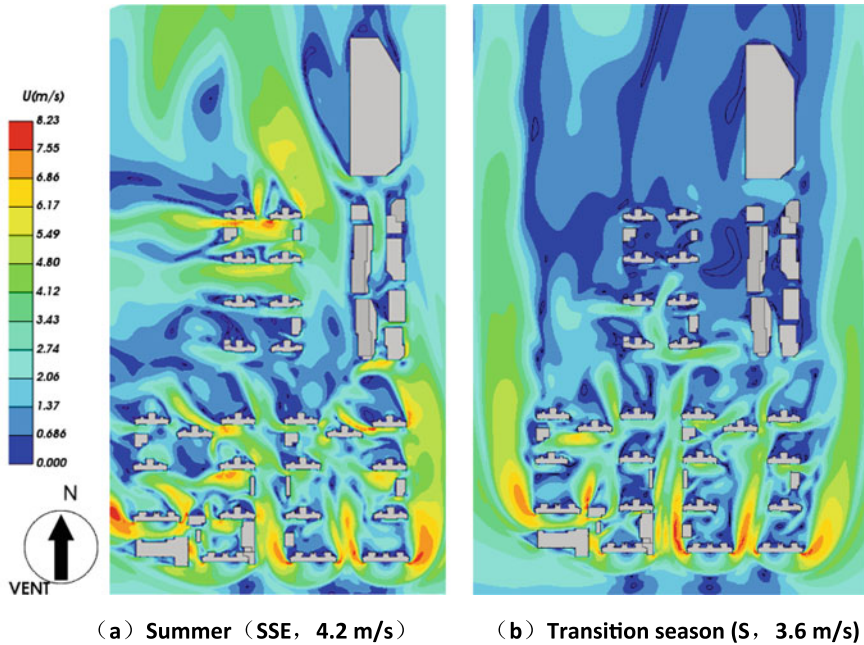 U(m/s)
8.23
7.55
6.86
6.17
5.49
4.80
4.12
3.43
2.74
2.06
1.37
0.686
0.000
N
VENT
（a）Summer（SSE，4.2 m/s）
（b）Transition season (S，3.6 m/s)